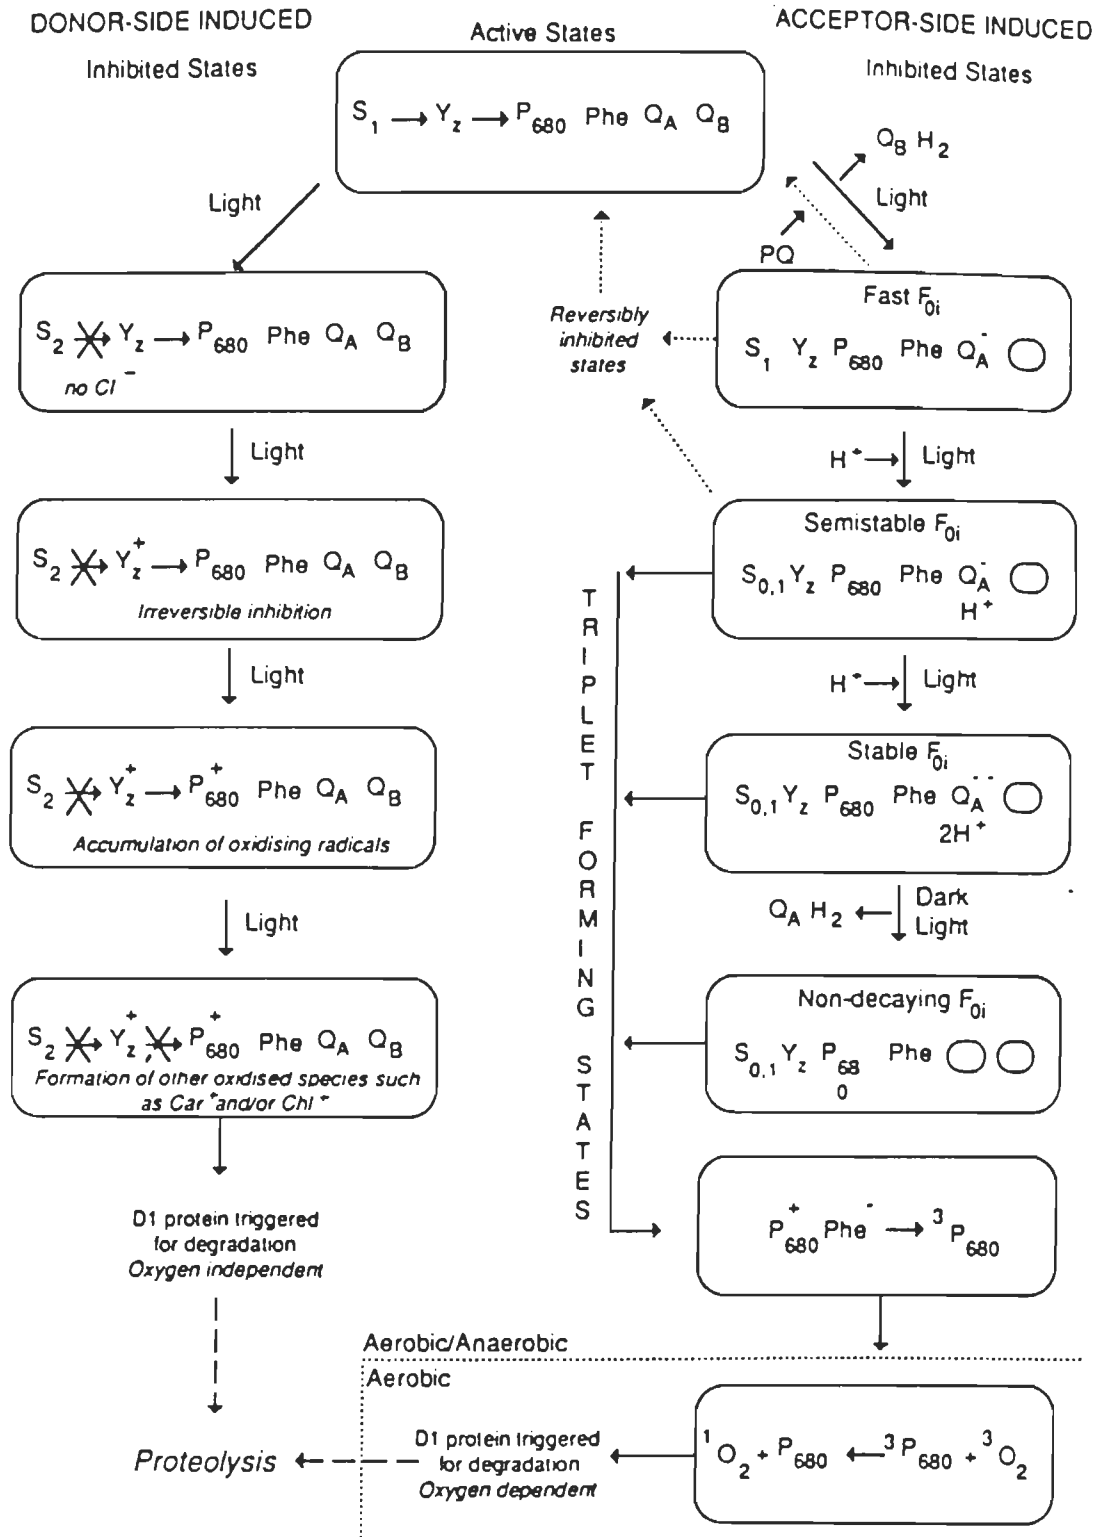 DONOR-SIDE INDUCED
Inhibited States
Active States
ACCEPTOR-SIDE INDUCED
Inhibited States
S1 → Yz → P680 Phe QA QB
Light
QB H2
Light
PQ
S2 → Yz → P680 Phe QA QB
no Cl-
Reversibly
inhibited
states
Fast F0i
S1 Yz P680 Phe QA-
Light
H+ → Light
S2 → Yz+ → P680 Phe QA QB
Irreversible inhibition
Semistable F0i
S0,1 Yz P680 Phe QA-
H+
Light
H+ → Light
TRIPLET FORMING STATES
S2 → Yz+ → P680+ Phe QA QB
Accumulation of oxidising radicals
Stable F0i
S0,1 Yz P680 Phe QA--
2H+
Light
QA H2 ← Dark
Light
S2 → Yz+ → P680+ Phe QA QB
Formation of other oxidised species such
as Car+ and/or Chl+
Non-decaying F0i
S0,1 Yz P68 Phe
0
D1 protein triggered
for degradation
Oxygen independent
P680+ Phe- → 3P680
Aerobic/Anaerobic
Aerobic
Proteolysis
D1 protein triggered
for degradation
Oxygen dependent
1O2 + P680 ← 3P680 + 3O2